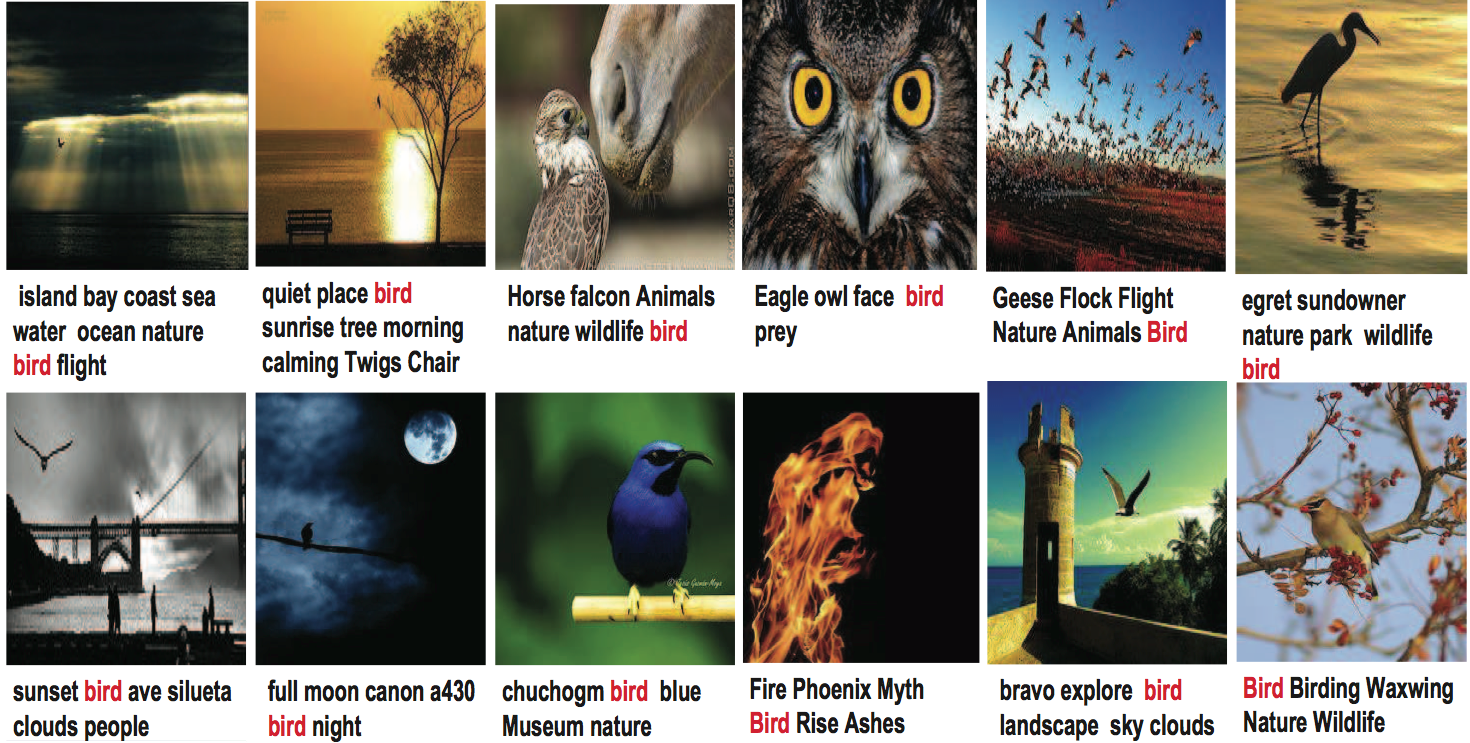 island bay coast sea
water ocean nature
bird flight
quiet place bird
sunrise tree morning
calming Twigs Chair
Horse falcon Animals
nature wildlife bird
Eagle owl face bird
prey
Geese Flock Flight
Nature Animals Bird
egret sundowner
nature park wildlife
bird
sunset bird ave silueta
clouds people
full moon canon a430
bird night
chuchogm bird blue
Museum nature
Fire Phoenix Myth
Bird Rise Ashes
bravo explore bird
landscape sky clouds
Bird Birding Waxwing
Nature Wildlife